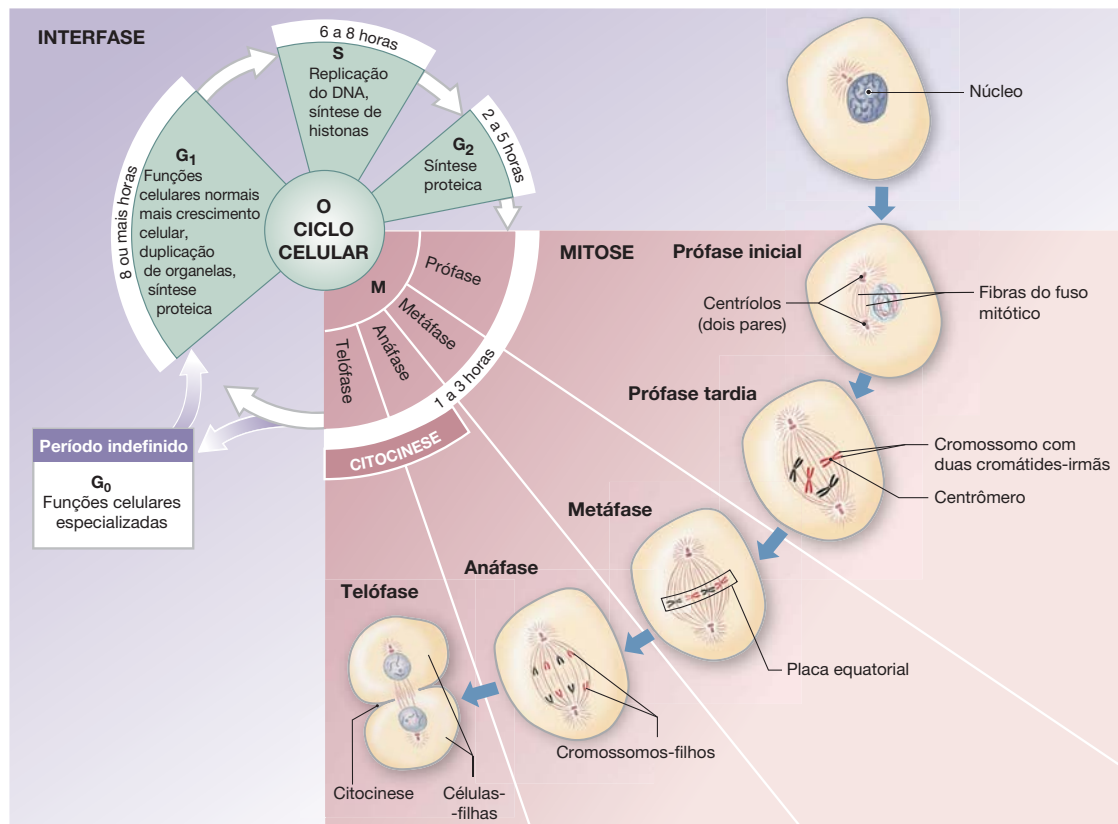 INTERFASE
6 a 8 horas
S
Replicação
do DNA,
síntese de
histonas
2 a 5 horas
G2
Síntese
proteica
8 ou mais horas
G1
Funções
celulares normais
mais crescimento
celular,
duplicação
de organelas,
síntese
proteica
O
CICLO
CELULAR
M
Prófase
Metáfase
Anáfase
Telófase
1 a 3 horas
CITOCINESE
Período indefinido
G0
Funções celulares
especializadas
MITOSE
Núcleo
Prófase inicial
Centríolos
(dois pares)
Fibras do fuso
mitótico
Prófase tardia
Cromossomo com
duas cromátides-irmãs
Centrômero
Metáfase
Placa equatorial
Anáfase
Cromossomos-filhos
Telófase
Citocinese
Células-
-filhas